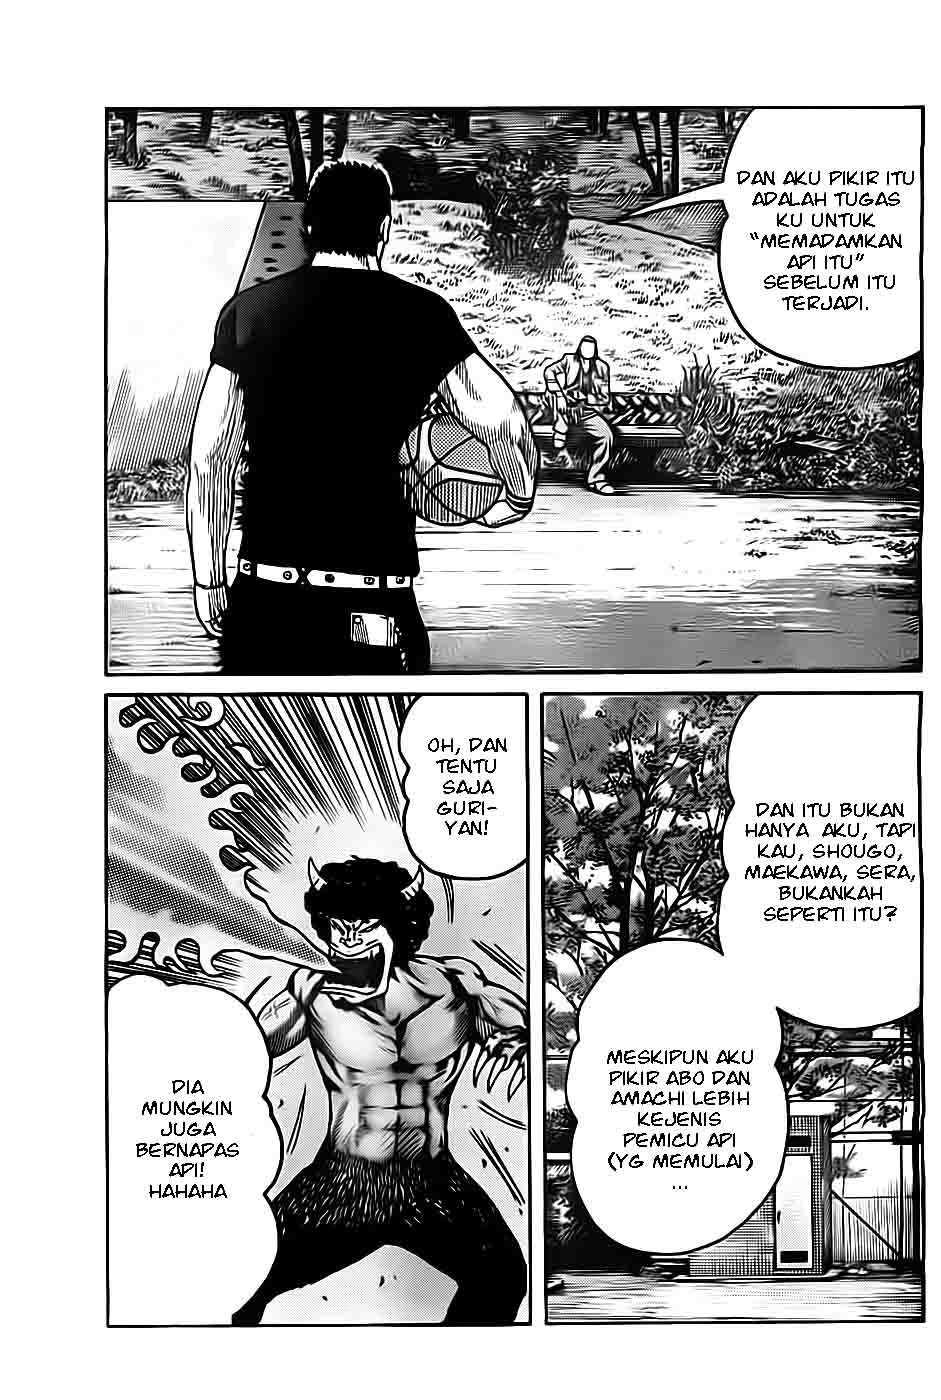 DAN AKU PIKIR ITU
ADALAH TUGAS
KU UNTUK
“MEMADAMKAN
API ITU”
SEBELUM ITU
TERJADI.
DAN ITU BUKAN
HANYA AKU, TAPI
KAU, SHOUGO,
MAEKAWA, SERA,
BUKANKAH
SEPERTI ITU?
MESKIPUN AKU
PIKIR ABO DAN
AMACHI LEBIH
KEJENIS
PEMICU API
(YG MEMULAI)
...
OH, DAN
TENTU
SAJA
GURI-
YAN!
DIA
MUNGKIN
JUGA
BERNAPAS
API!
HAHAHA